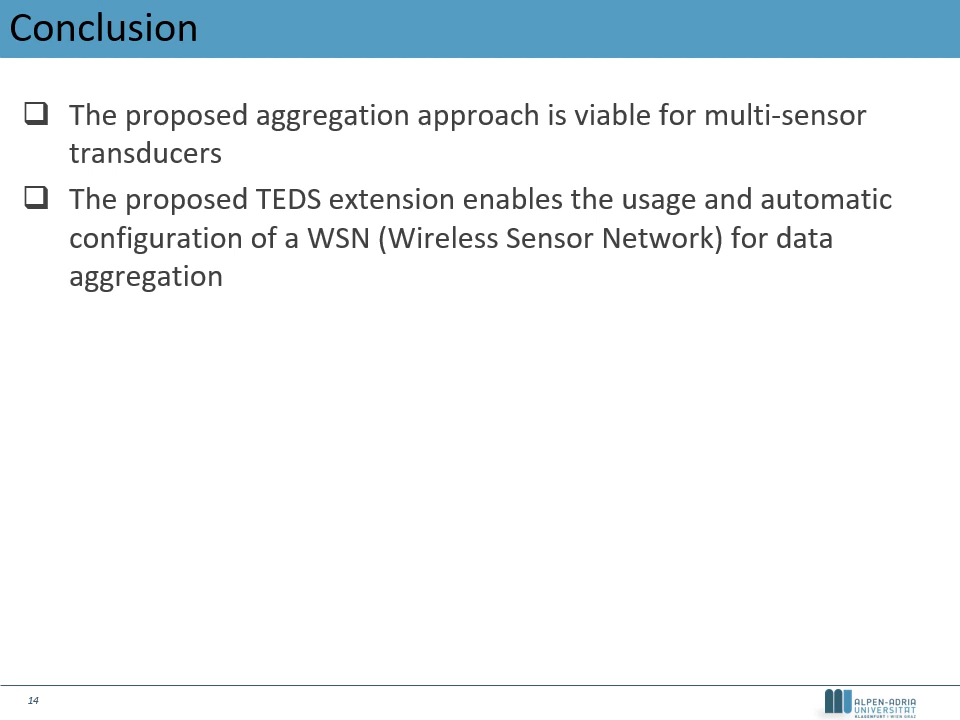 Conclusion
The proposed aggregation approach is viable for multi-sensor
transducers
The proposed TEDS extension enables the usage and automatic
configuration of a WSN (Wireless Sensor Network) for data
aggregation
14
ALPEN-ADRIA
UNIVERSITÄT
KLAGENFURT | WIEN GRAZ